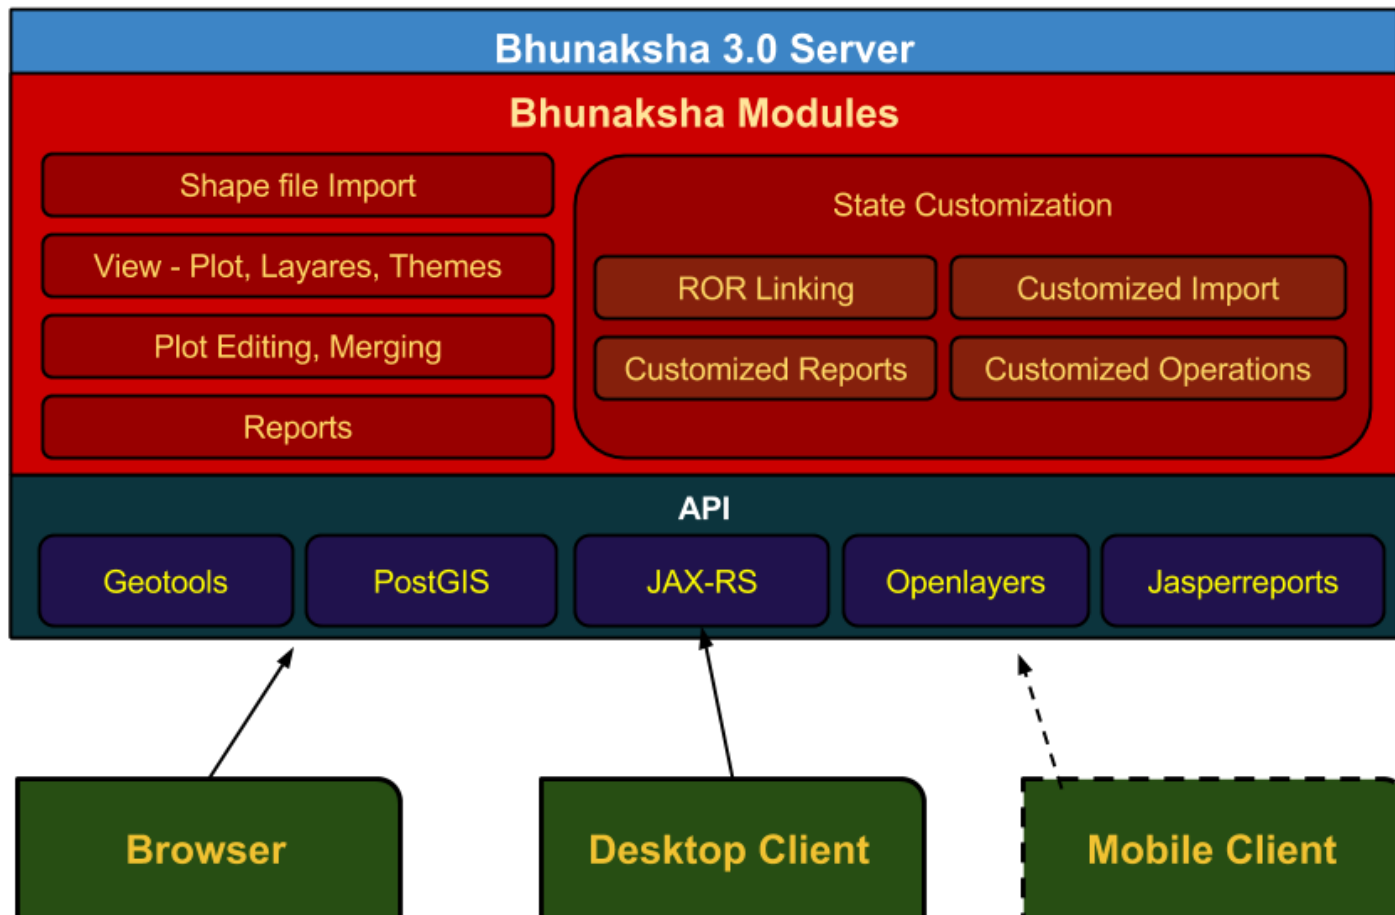 Bhunaksha 3.0 Server
Bhunaksha Modules
Shape file Import
View - Plot, Layares, Themes
Plot Editing, Merging
Reports
State Customization
ROR Linking
Customized Import
Customized Reports
Customized Operations
API
Geotools
PostGIS
JAX-RS
Openlayers
Jasperreports
Browser
Desktop Client
Mobile Client